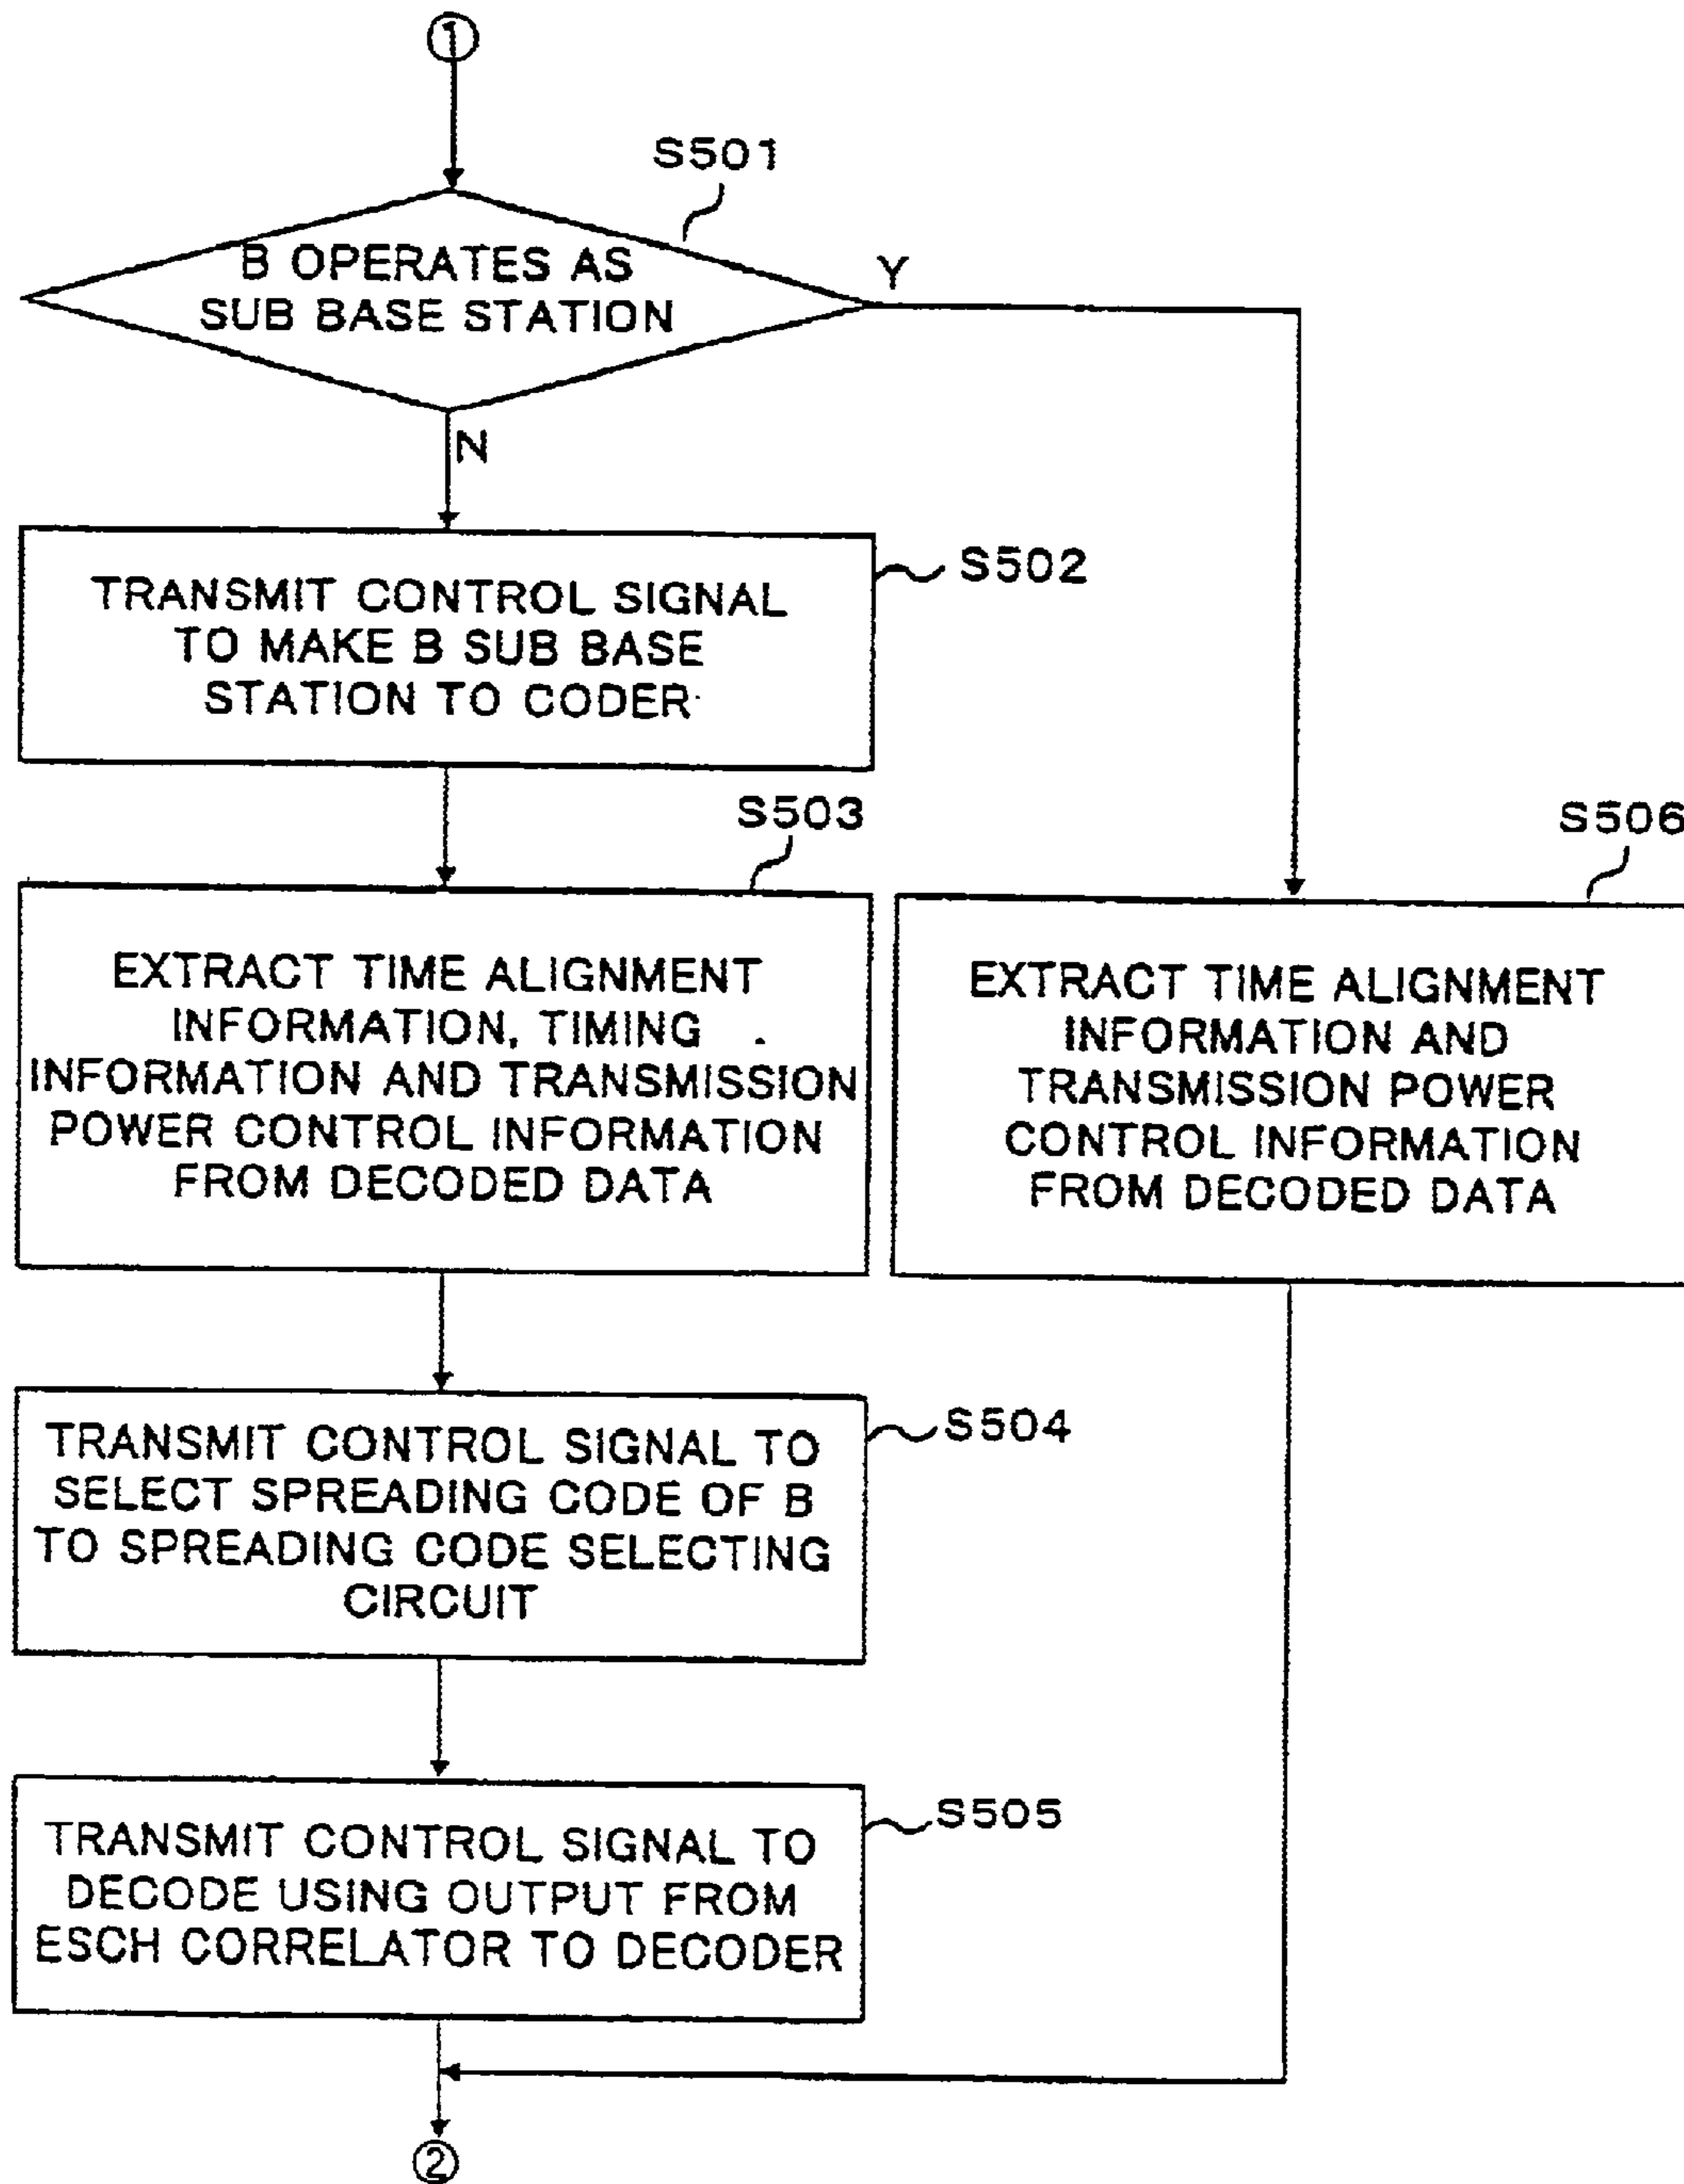 ①
S501
B OPERATES AS
SUB BASE STATION
Y
N
S502
TRANSMIT CONTROL SIGNAL
TO MAKE B SUB BASE
STATION TO CODER
S503
EXTRACT TIME ALIGNMENT
INFORMATION, TIMING
INFORMATION AND TRANSMISSION
POWER CONTROL INFORMATION
FROM DECODED DATA
S506
EXTRACT TIME ALIGNMENT
INFORMATION AND
TRANSMISSION POWER
CONTROL INFORMATION
FROM DECODED DATA
S504
TRANSMIT CONTROL SIGNAL TO
SELECT SPREADING CODE OF B
TO SPREADING CODE SELECTING
CIRCUIT
S505
TRANSMIT CONTROL SIGNAL TO
DECODE USING OUTPUT FROM
ESCH CORRELATOR TO DECODER
②